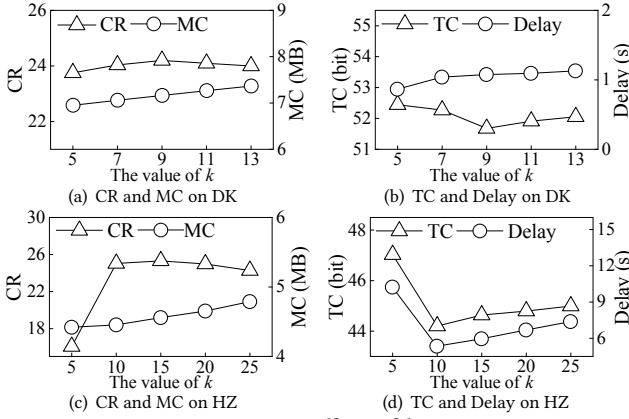 26
24
22
CR
CR
MC
9
8
7
6
MC (MB)
5 7 9 11 13
The value of k
(a) CR and MC on DK
55
54
53
52
51
TC (bit)
TC
Delay
2
1
0
Delay (s)
5 7 9 11 13
The value of k
(b) TC and Delay on DK
30
26
22
18
CR
CR
MC
6
5
4
MC (MB)
5 10 15 20 25
The value of k
(c) CR and MC on HZ
48
46
44
TC (bit)
TC
Delay
15
12
9
6
Delay (s)
5 10 15 20 25
The value of k
(d) TC and Delay on HZ